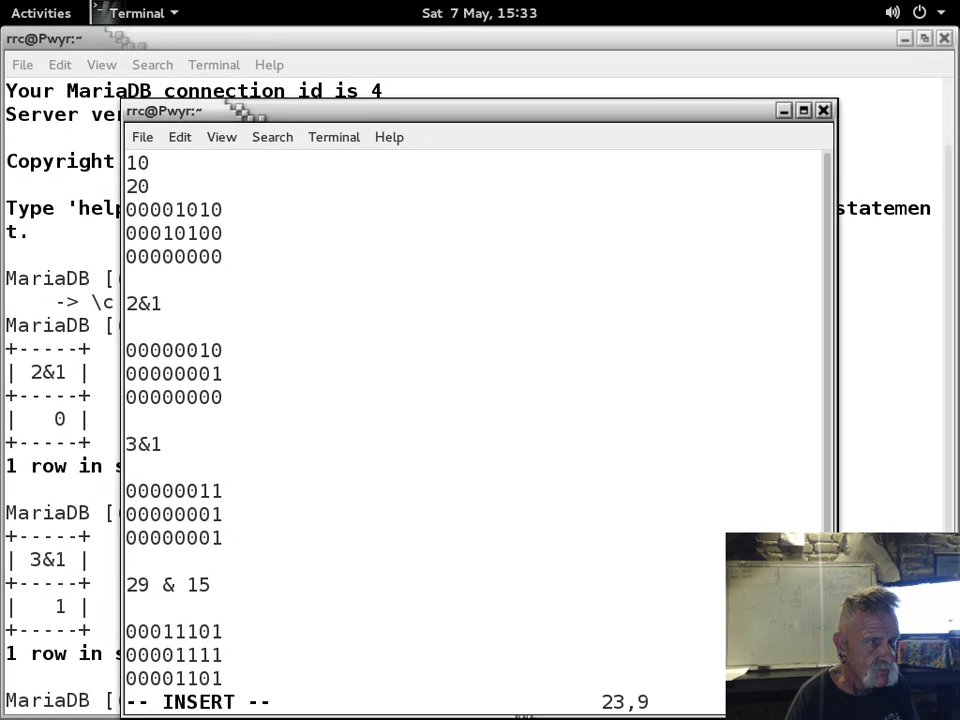 Activities Terminal Sat 7 May, 15:33
rrc@Pwyr:~
File Edit View Search Terminal Help
Your MariaDB connection id is 4
Server ver
Copyright
Type 'help statemen
t.
MariaDB [
-> \c
MariaDB [
+-----+
| 2&1 |
+-----+
| 0 |
+-----+
1 row in s
MariaDB [
+-----+
| 3&1 |
+-----+
| 1 |
+-----+
1 row in s
MariaDB [
rrc@Pwyr:~
File Edit View Search Terminal Help
10
20
00001010
00010100
00000000
2&1
00000010
00000001
00000000
3&1
00000011
00000001
00000001
29 & 15
00011101
00001111
00001101
-- INSERT -- 23,9